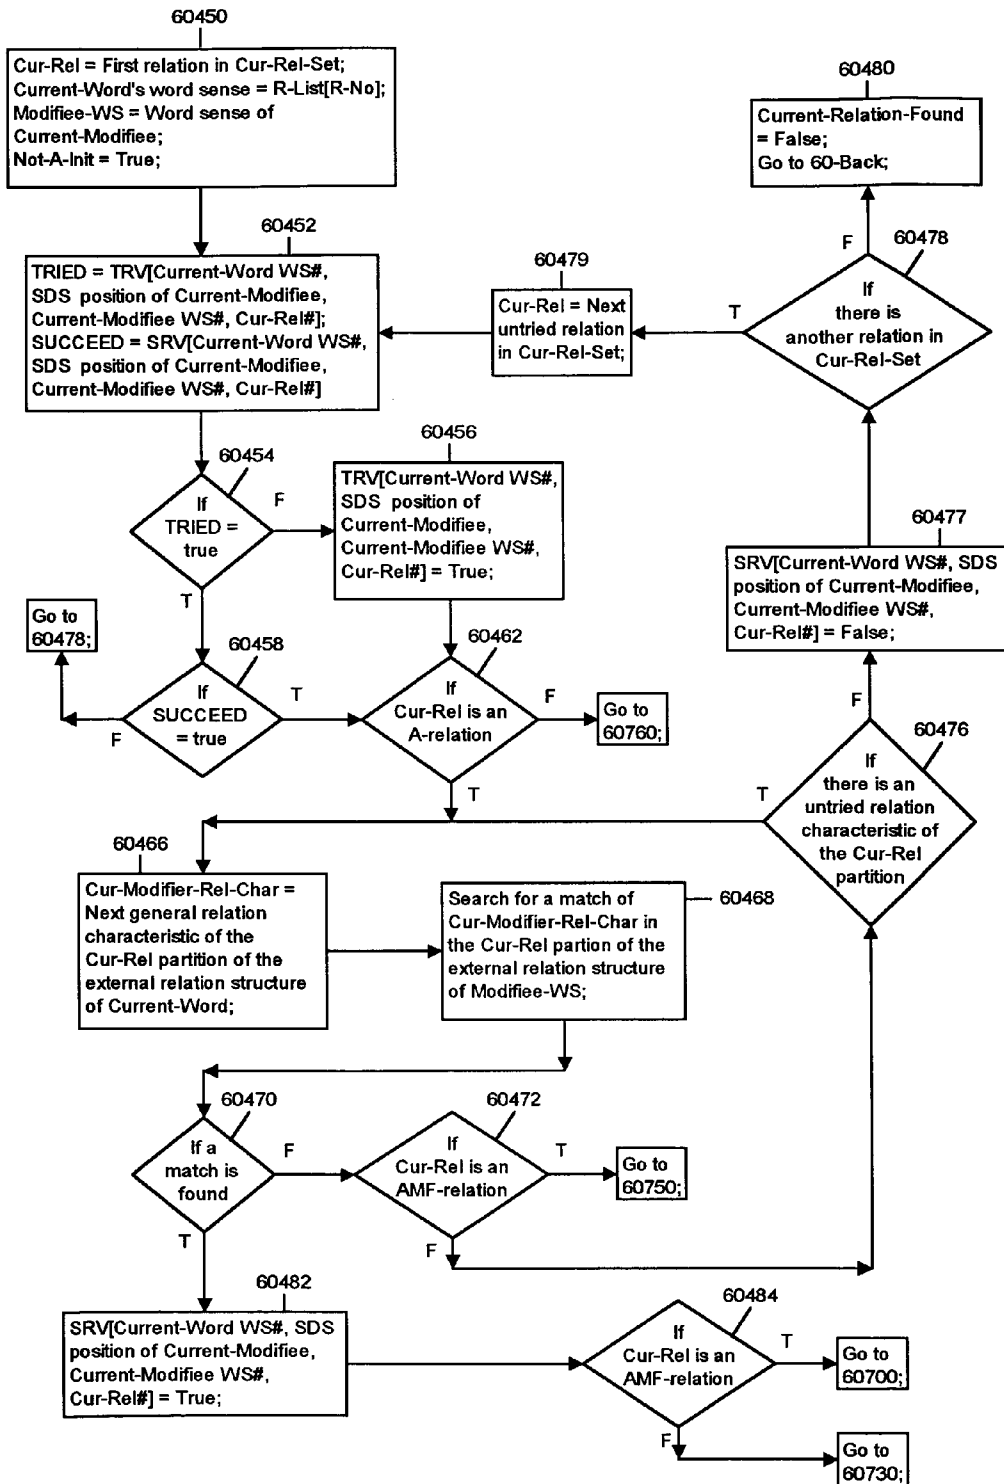 60450
Cur-Rel = First relation in Cur-Rel-Set;
Current-Word's word sense = R-List[R-No];
Modifiee-WS = Word sense of
Current-Modifiee;
Not-A-Init = True;
60480
Current-Relation-Found
= False;
Go to 60-Back;
60452
TRIED = TRV[Current-Word WS#,
SDS position of Current-Modifiee,
Current-Modifiee WS#, Cur-Rel#];
SUCCEED = SRV[Current-Word WS#,
SDS position of Current-Modifiee,
Current-Modifiee WS#, Cur-Rel#]
60479
Cur-Rel = Next
untried relation
in Cur-Rel-Set;
T
F
60478
If
there is
another relation in
Cur-Rel-Set
60454
If
TRIED =
true
F
T
60456
TRV[Current-Word WS#,
SDS position of
Current-Modifiee,
Current-Modifiee WS#,
Cur-Rel#] = True;
60477
SRV[Current-Word WS#, SDS
position of Current-Modifiee,
Current-Modifiee WS#,
Cur-Rel#] = False;
Go to
60478;
60458
If
SUCCEED
= true
F
T
60462
If
Cur-Rel is an
A-relation
F
T
Go to
60760;
F
60476
If
there is an
untried relation
characteristic of
the Cur-Rel
partition
T
60466
Cur-Modifier-Rel-Char =
Next general relation
characteristic of the
Cur-Rel partition of the
external relation structure
of Current-Word;
60468
Search for a match of
Cur-Modifier-Rel-Char in
the Cur-Rel partion of the
external relation structure
of Modifiee-WS;
60470
If a
match is
found
F
T
60472
If
Cur-Rel is an
AMF-relation
T
F
Go to
60750;
60482
SRV[Current-Word WS#, SDS
position of Current-Modifiee,
Current-Modifiee WS#,
Cur-Rel#] = True;
60484
If
Cur-Rel is an
AMF-relation
T
F
Go to
60700;
Go to
60730;